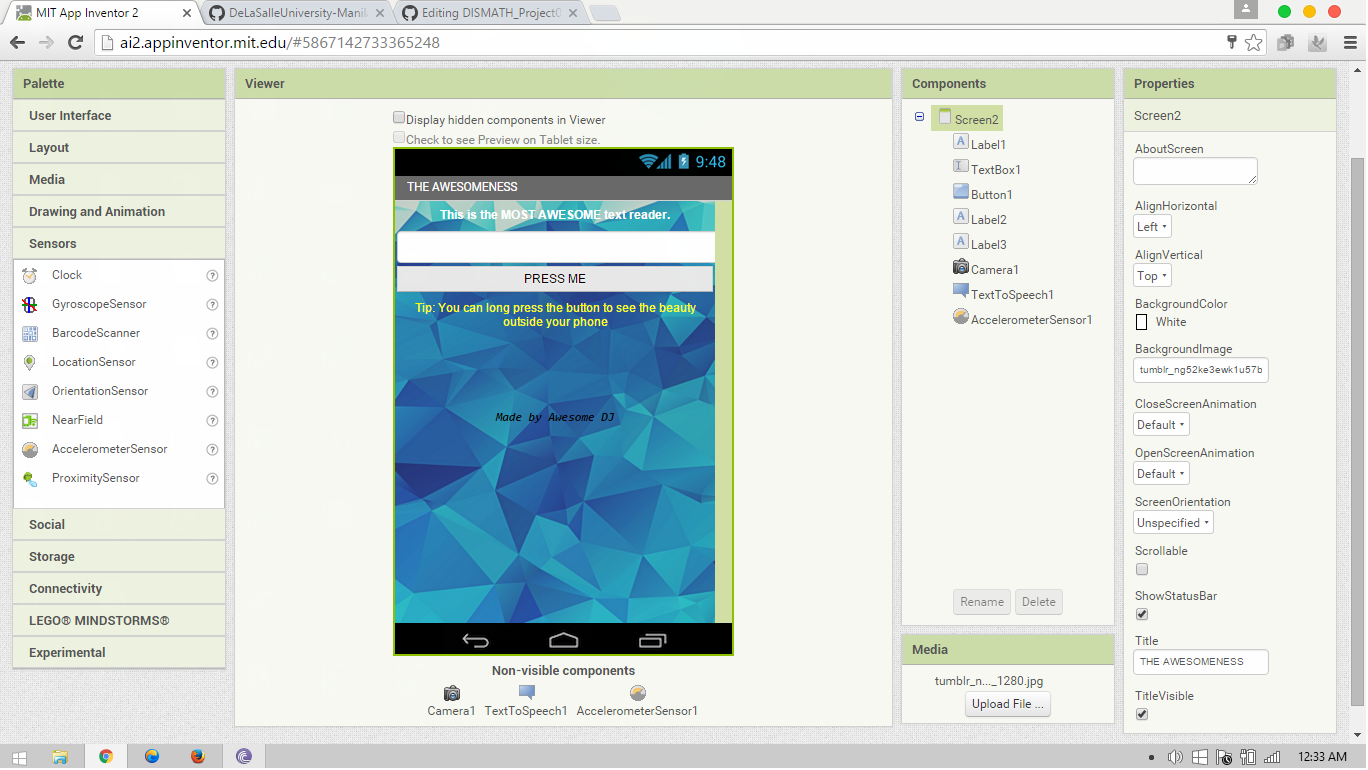 MIT App Inventor 2
DeLaSalleUniversity-Manil
Editing DISMATH_Project0
ai2.appinventor.mit.edu/#5867142733365248
Palette
User Interface
Layout
Media
Drawing and Animation
Sensors
Clock ?
GyroscopeSensor ?
BarcodeScanner ?
LocationSensor ?
OrientationSensor ?
NearField ?
AccelerometerSensor ?
ProximitySensor ?
Social
Storage
Connectivity
LEGO® MINDSTORMS®
Experimental
Viewer
Display hidden components in Viewer
Check to see Preview on Tablet size.
9:48
THE AWESOMENESS
This is the MOST AWESOME text reader.
PRESS ME
Tip: You can long press the button to see the beauty
outside your phone
Made by Awesome DJ
Non-visible components
Camera1 TextToSpeech1 AccelerometerSensor1
Components
Screen2
A Label1
TextBox1
Button1
A Label2
A Label3
Camera1
TextToSpeech1
AccelerometerSensor1
Rename Delete
Media
tumblr_n..._1280.jpg
Upload File ...
Properties
Screen2
AboutScreen
AlignHorizontal
Left
AlignVertical
Top
BackgroundColor
White
BackgroundImage
tumblr_ng52ke3ewk1u57b
CloseScreenAnimation
Default
OpenScreenAnimation
Default
ScreenOrientation
Unspecified
Scrollable
ShowStatusBar
Title
THE AWESOMENESS
TitleVisible
12:33 AM